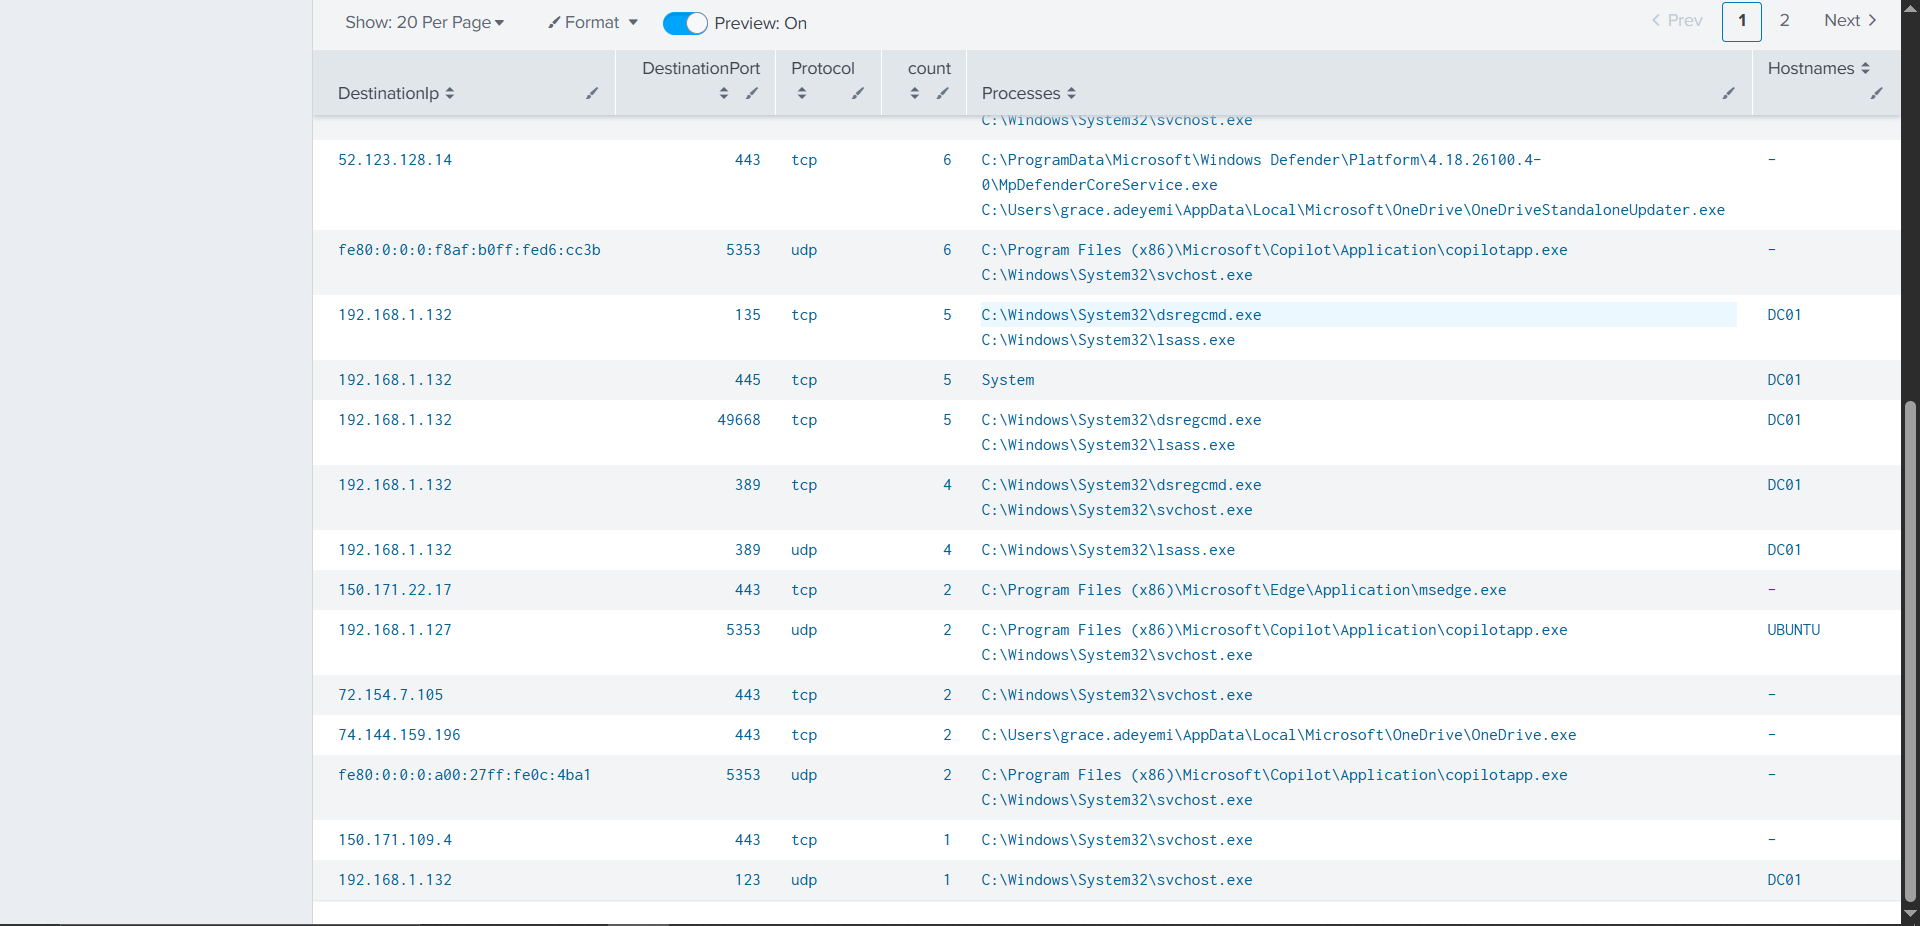 Show: 20 Per Page Format Preview: On < Prev 1 2 Next >
DestinationIp DestinationPort Protocol count Processes Hostnames
C:\Windows\System32\svchost.exe
52.123.128.14 443 tcp 6 C:\ProgramData\Microsoft\Windows Defender\Platform\4.18.26100.4- -
0\MpDefenderCoreService.exe
C:\Users\grace.adeyemi\AppData\Local\Microsoft\OneDrive\OneDriveStandaloneUpdater.exe
fe80:0:0:0:f8af:b0ff:fed6:cc3b 5353 udp 6 C:\Program Files (x86)\Microsoft\Copilot\Application\copilotapp.exe -
C:\Windows\System32\svchost.exe
192.168.1.132 135 tcp 5 C:\Windows\System32\dsregcmd.exe DC01
C:\Windows\System32\lsass.exe
192.168.1.132 445 tcp 5 System DC01
192.168.1.132 49668 tcp 5 C:\Windows\System32\dsregcmd.exe DC01
C:\Windows\System32\lsass.exe
192.168.1.132 389 tcp 4 C:\Windows\System32\dsregcmd.exe DC01
C:\Windows\System32\svchost.exe
192.168.1.132 389 udp 4 C:\Windows\System32\lsass.exe DC01
150.171.22.17 443 tcp 2 C:\Program Files (x86)\Microsoft\Edge\Application\msedge.exe -
192.168.1.127 5353 udp 2 C:\Program Files (x86)\Microsoft\Copilot\Application\copilotapp.exe UBUNTU
C:\Windows\System32\svchost.exe
72.154.7.105 443 tcp 2 C:\Windows\System32\svchost.exe -
74.144.159.196 443 tcp 2 C:\Users\grace.adeyemi\AppData\Local\Microsoft\OneDrive\OneDrive.exe -
fe80:0:0:0:a00:27ff:fe0c:4ba1 5353 udp 2 C:\Program Files (x86)\Microsoft\Copilot\Application\copilotapp.exe -
C:\Windows\System32\svchost.exe
150.171.109.4 443 tcp 1 C:\Windows\System32\svchost.exe -
192.168.1.132 123 udp 1 C:\Windows\System32\svchost.exe DC01